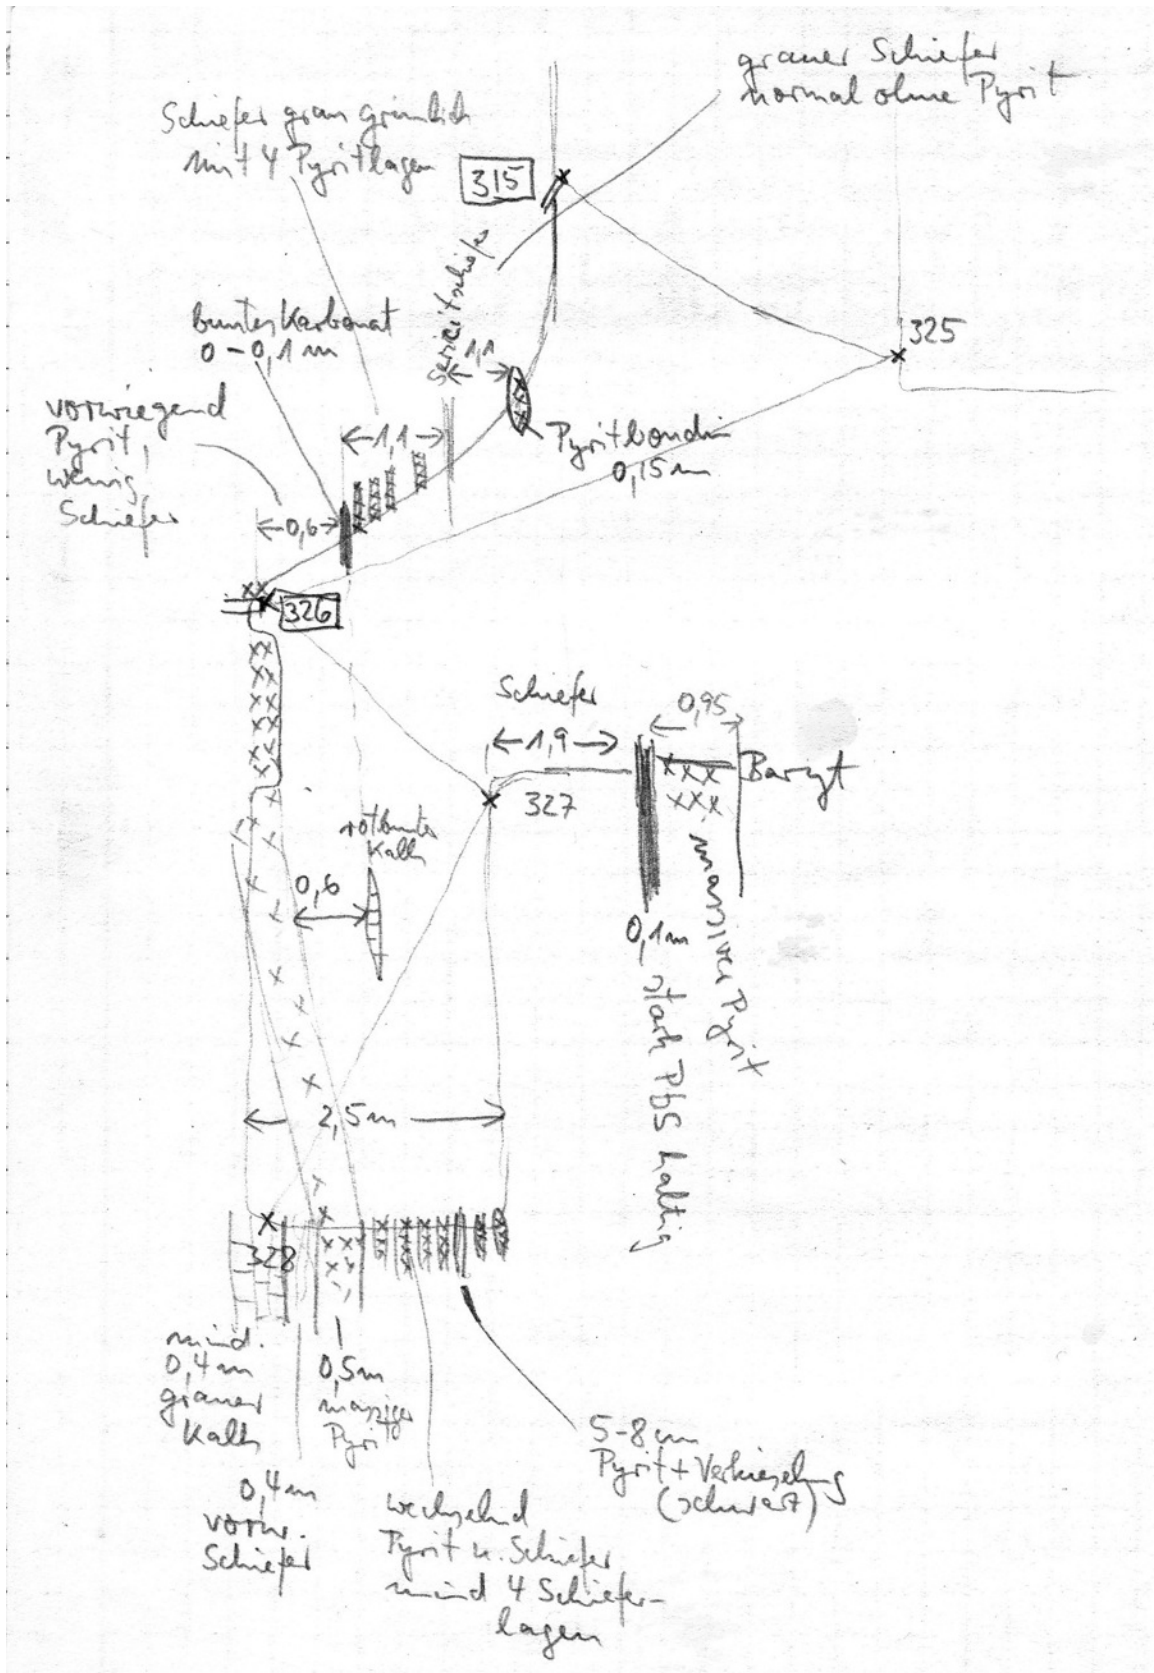 grauer Schiefer
normal ohne Pyrit
Schiefer grau grünlich
mit 4 Pyritlagen
315
Sericitschiefer
buntes Karbonat
0 - 0,1 m
1,1
325
vorwiegend
Pyrit,
wenig
Schiefer
1,1
Pyritboudin
0,15 m
0,6
326
Schiefer
0,95
1,9
Baryt
327
rotbunter
Kalk
0,6
massiver Pyrit
0,1 m
stark PbS haltig
2,5 m
328
mind.
0,4 m
grauer
Kalk
0,5 m
massiger
Pyrit
5-8 cm
Pyrit + Verkieselung
(schwarz)
0,4 m
vorw.
Schiefer
wechselnd
Pyrit u. Schiefer
mind 4 Schiefer-
lagen